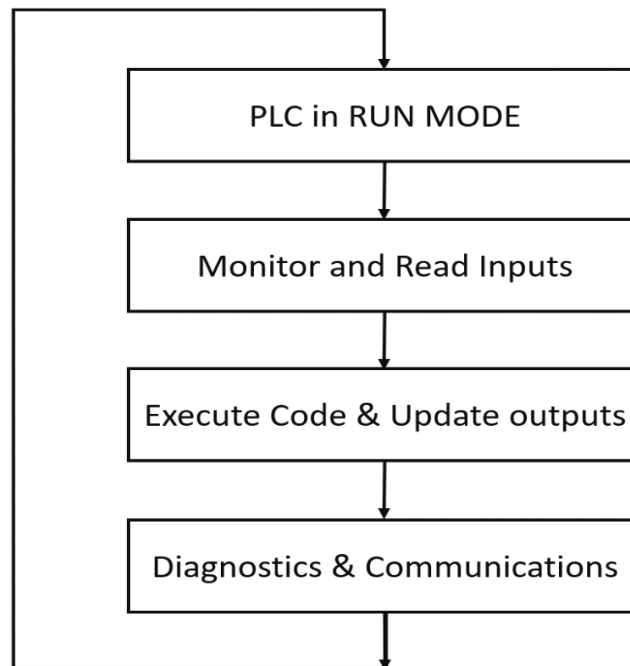 PLC in RUN MODE
Monitor and Read Inputs
Execute Code & Update outputs
Diagnostics & Communications